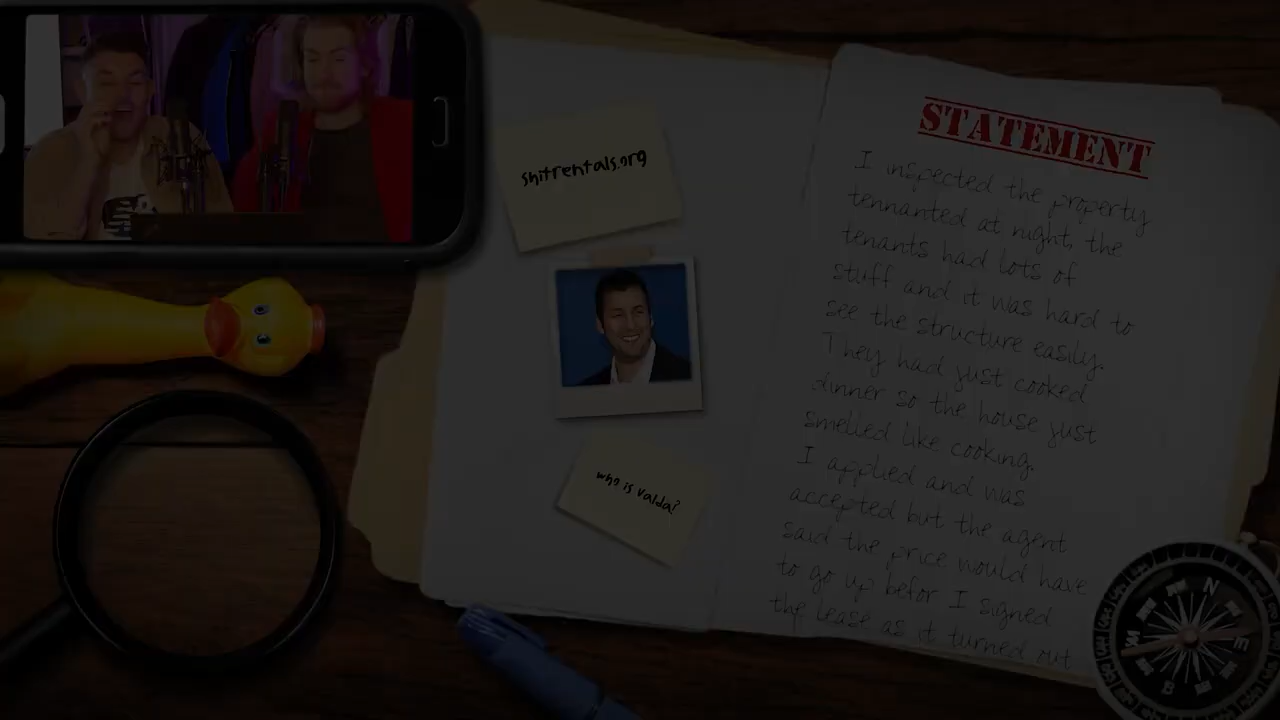 shitrentals.org
who is Valda?
STATEMENT
I inspected the property
tennanted at night, the
tenants had lots of
stuff and it was hard to
see the structure easily.
They had just cooked
dinner so the house just
smelled like cooking.
I applied and was
accepted but the agent
said the price would have
to go up befor I signed
the lease as it turned out
N
E